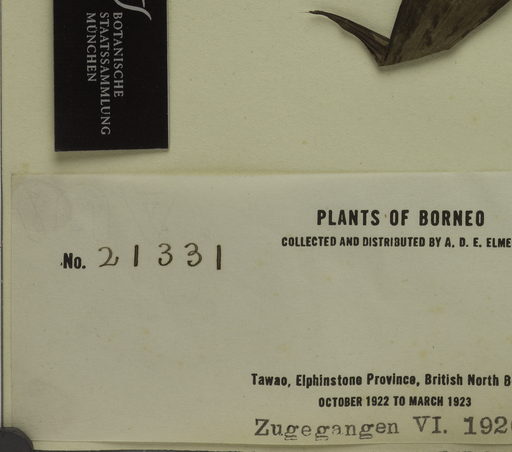 BOTANISCHE
STAATSSAMMLUNG
MÜNCHEN
PLANTS OF BORNEO
COLLECTED AND DISTRIBUTED BY A. D. E. ELME
No. 21331
Tawao, Elphinstone Province, British North B
OCTOBER 1922 TO MARCH 1923
Zugegangen VI. 192